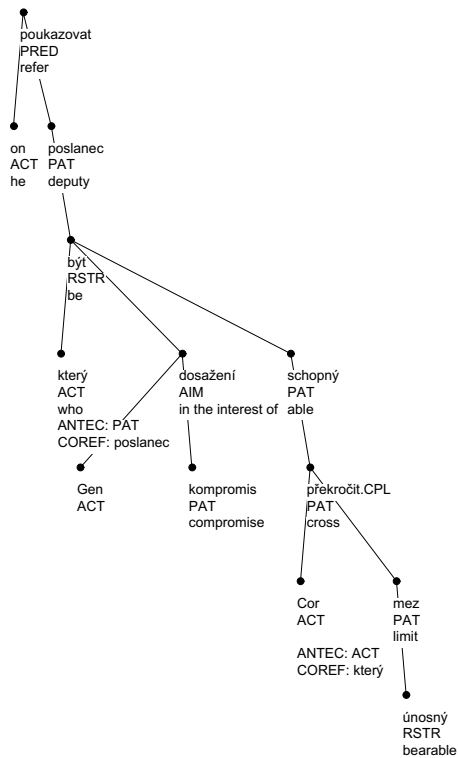 poukazovat
PRED
refer
on
ACT
he
poslanec
PAT
deputy
být
RSTR
be
který
ACT
who
ANTEC: PAT
COREF: poslanec
dosažení
AIM
in the interest of
schopný
PAT
able
Gen
ACT
kompromis
PAT
compromise
překročit.CPL
PAT
cross
Cor
ACT
ANTEC: ACT
COREF: který
mez
PAT
limit
únosný
RSTR
bearable